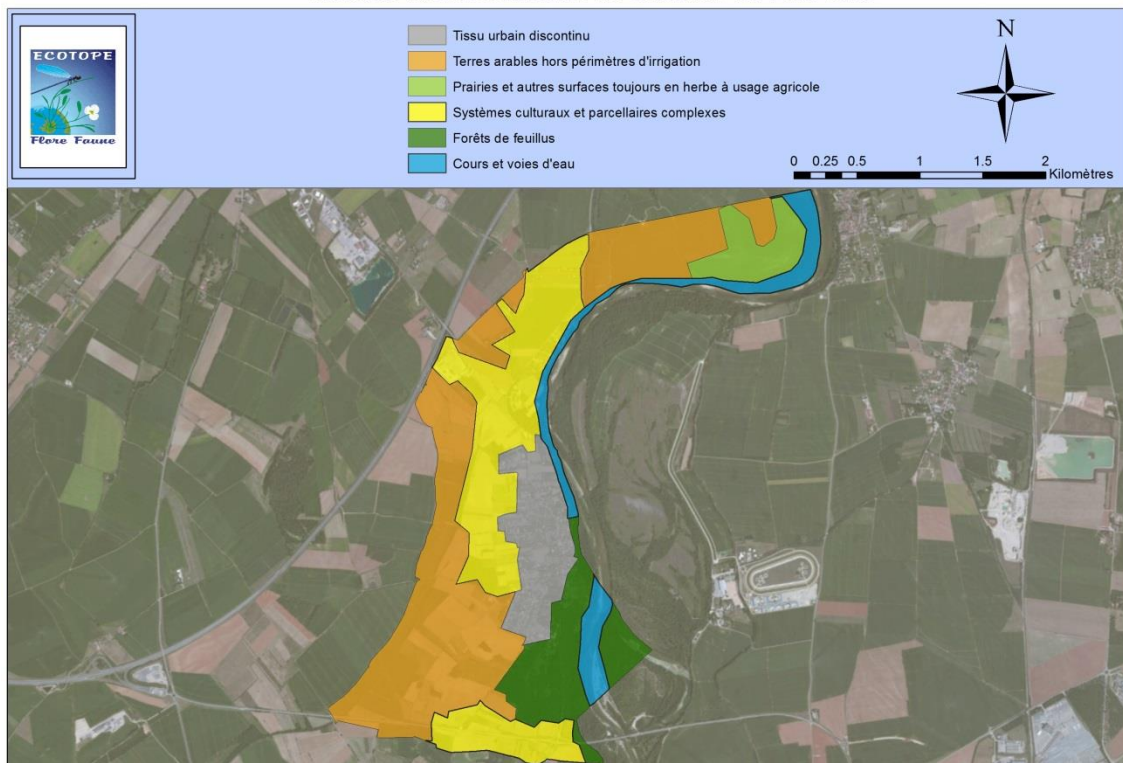 ECOTOPE
Flore Faune
Tissu urbain discontinu
Terres arables hors périmètres d'irrigation
Prairies et autres surfaces toujours en herbe à usage agricole
Systèmes culturaux et parcellaires complexes
Forêts de feuillus
Cours et voies d'eau
N
0 0.25 0.5 1 1.5 2
Kilomètres